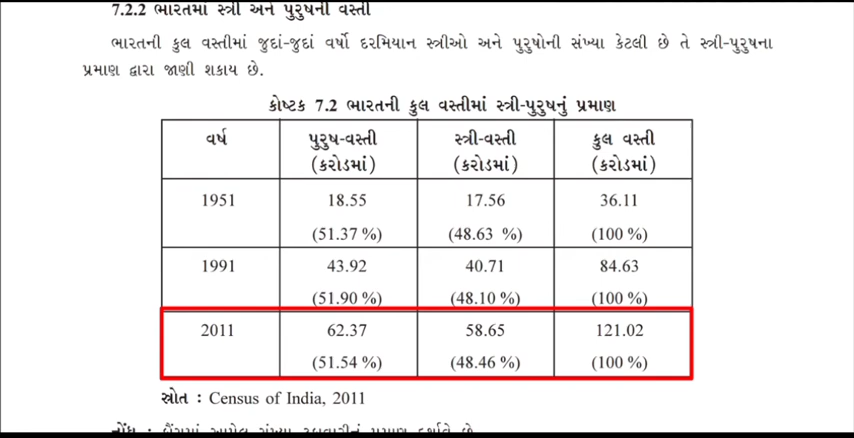 7.2.2 ભારતમાં સ્ત્રી અને પુરુષની વસ્તી
ભારતની કુલ વસ્તીમાં જુદાં-જુદાં વર્ષો દરમિયાન સ્ત્રીઓ અને પુરુષોની સંખ્યા કેટલી છે તે સ્ત્રી-પુરુષના
પ્રમાણ દ્વારા જાણી શકાય છે.
કોષ્ટક 7.2 ભારતની કુલ વસ્તીમાં સ્ત્રી-પુરુષનું પ્રમાણ
વર્ષ પુરુષ-વસ્તી સ્ત્રી-વસ્તી કુલ વસ્તી
(કરોડમાં) (કરોડમાં) (કરોડમાં)
1951 18.55 17.56 36.11
(51.37 %) (48.63 %) (100 %)
1991 43.92 40.71 84.63
(51.90 %) (48.10 %) (100 %)
2011 62.37 58.65 121.02
(51.54 %) (48.46 %) (100 %)
સ્રોત : Census of India, 2011
નોંધ :